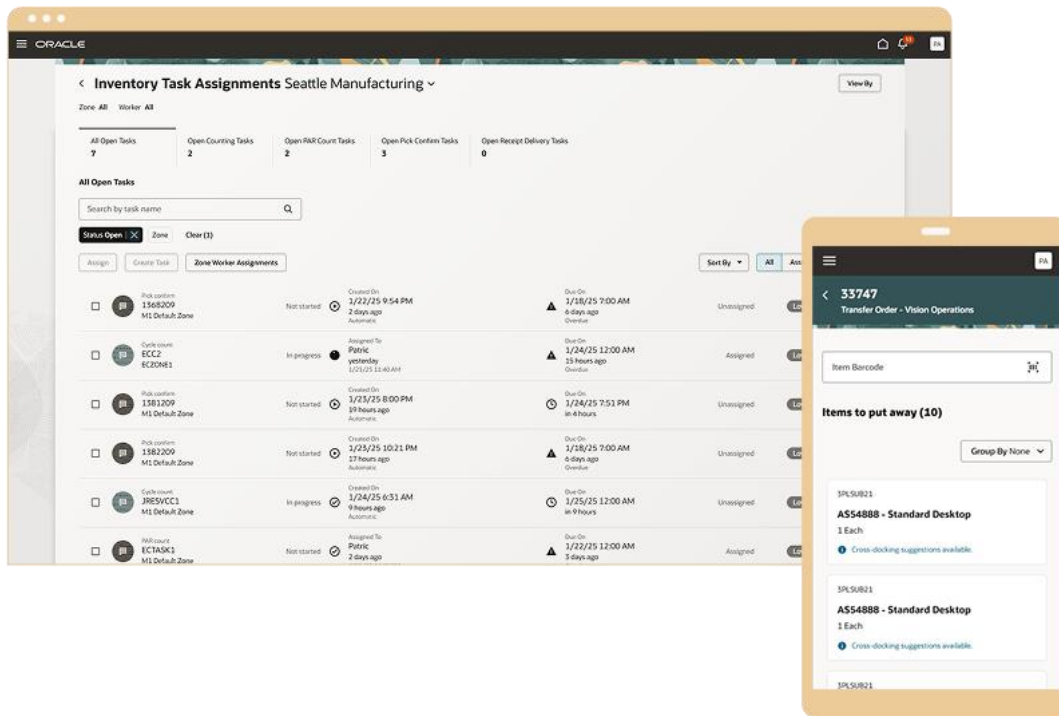 ORACLE
PA
Inventory Task Assignments Seattle Manufacturing
View By
Zone All Worker All
All Open Tasks
7
Open Counting Tasks
2
Open PAR Count Tasks
2
Open Pick Confirm Tasks
3
Open Receipt Delivery Tasks
0
All Open Tasks
Search by task name
Status Open
Zone
Clear (1)
Assign
Create Task
Zone Worker Assignments
Sort By
All
Pick confirm
1368209
M1 Default Zone
Not started
Created On
1/22/25 9:54 PM
2 days ago
Automatic
Due On
1/18/25 7:00 AM
6 days ago
Overdue
Unassigned
Cycle count
ECC2
ECZONE1
In progress
Assigned To
Patric
yesterday
1/23/25 11:40 AM
Due On
1/24/25 12:00 AM
15 hours ago
Overdue
Assigned
Pick confirm
1381209
M1 Default Zone
Not started
Created On
1/23/25 8:00 PM
19 hours ago
Automatic
Due On
1/24/25 7:51 PM
in 4 hours
Unassigned
Pick confirm
1382209
M1 Default Zone
Not started
Created On
1/23/25 10:21 PM
17 hours ago
Automatic
Due On
1/18/25 7:00 AM
6 days ago
Overdue
Unassigned
Cycle count
JRESVCC1
M1 Default Zone
In progress
Created On
1/24/25 6:31 AM
9 hours ago
Automatic
Due On
1/25/25 12:00 AM
in 9 hours
Unassigned
PAR count
ECTASK1
M1 Default Zone
Not started
Assigned To
Patric
2 days ago
Due On
1/22/25 12:00 AM
3 days ago
Assigned
PA
33747
Transfer Order - Vision Operations
Item Barcode
Items to put away (10)
Group By None
3PLSUB21
AS54888 - Standard Desktop
1 Each
Cross-docking suggestions available.
3PLSUB21
AS54888 - Standard Desktop
1 Each
Cross-docking suggestions available.
3PLSUB21